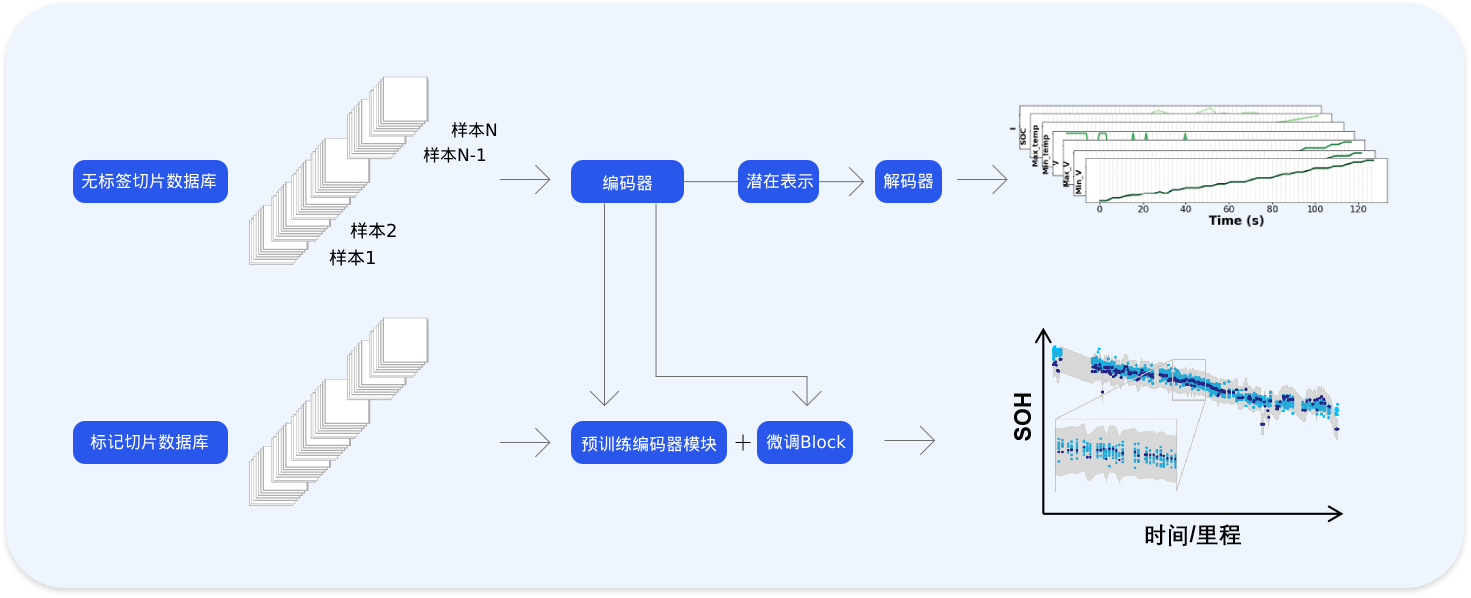 样本N
样本N-1
无标签切片数据库
样本2
样本1
编码器
潜在表示
解码器
I
SOC
Max_temp
Min_temp
V
Max_V
Min_V
0 20 40 60 80 100 120
Time (s)
标记切片数据库
预训练编码器模块
+
微调Block
SOH
时间/里程